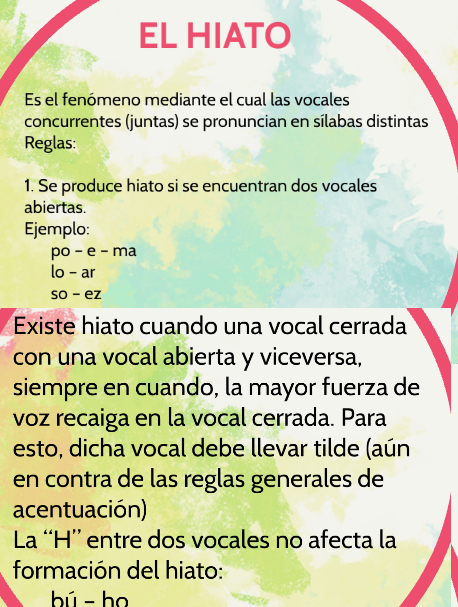 EL HIATO
Es el fenómeno mediante el cual las vocales
concurrentes (juntas) se pronuncian en sílabas distintas
Reglas:
1. Se produce hiato si se encuentran dos vocales
abiertas.
Ejemplo:
po – e – ma
lo – ar
so – ez
Existe hiato cuando una vocal cerrada
con una vocal abierta y viceversa,
siempre en cuando, la mayor fuerza de
voz recaiga en la vocal cerrada. Para
esto, dicha vocal debe llevar tilde (aún
en contra de las reglas generales de
acentuación)
La “H” entre dos vocales no afecta la
formación del hiato:
bú – ho